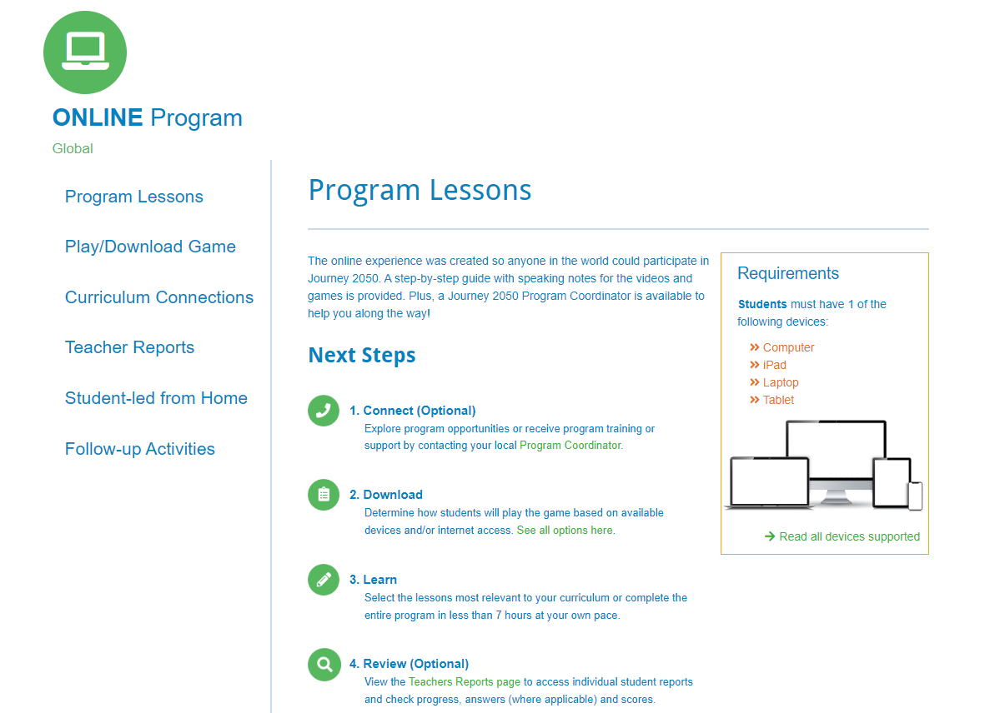 ONLINE Program
Global
Program Lessons
Play/Download Game
Curriculum Connections
Teacher Reports
Student-led from Home
Follow-up Activities
Program Lessons
The online experience was created so anyone in the world could participate in
Journey 2050. A step-by-step guide with speaking notes for the videos and
games is provided. Plus, a Journey 2050 Program Coordinator is available to
help you along the way!
Next Steps
1. Connect (Optional)
Explore program opportunities or receive program training or
support by contacting your local Program Coordinator.
2. Download
Determine how students will play the game based on available
devices and/or internet access. See all options here.
3. Learn
Select the lessons most relevant to your curriculum or complete the
entire program in less than 7 hours at your own pace.
4. Review (Optional)
View the Teachers Reports page to access individual student reports
and check progress, answers (where applicable) and scores.
Requirements
Students must have 1 of the
following devices:
Computer
iPad
Laptop
Tablet
Read all devices supported